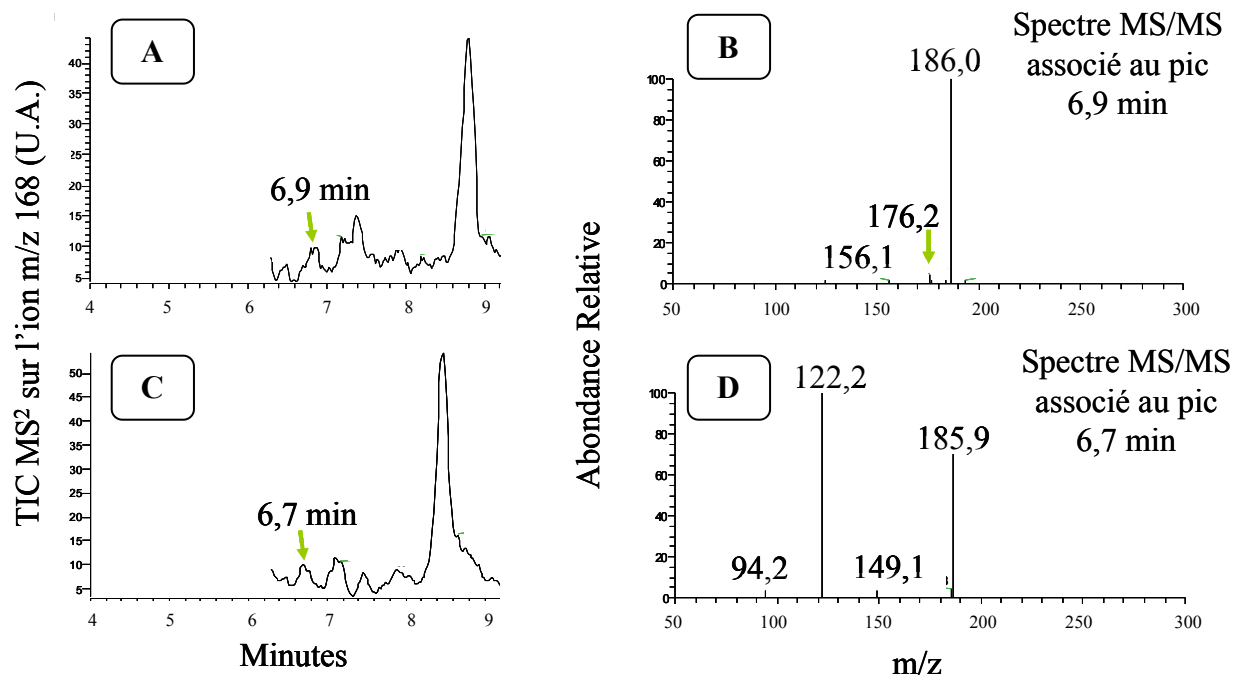 TIC MS² sur l'ion m/z 168 (U.A.)
A
40
35
30
25
20
15
10
5
6,9 min
4 5 6 7 8 9
B
Spectre MS/MS
associé au pic
6,9 min
186,0
176,2
156,1
100
80
60
40
20
0
50 100 150 200 250 300
Abondance Relative
C
50
45
40
35
30
25
20
15
10
5
6,7 min
4 5 6 7 8 9
Minutes
D
Spectre MS/MS
associé au pic
6,7 min
122,2
185,9
94,2
149,1
100
80
60
40
20
0
50 100 150 200 250 300
m/z